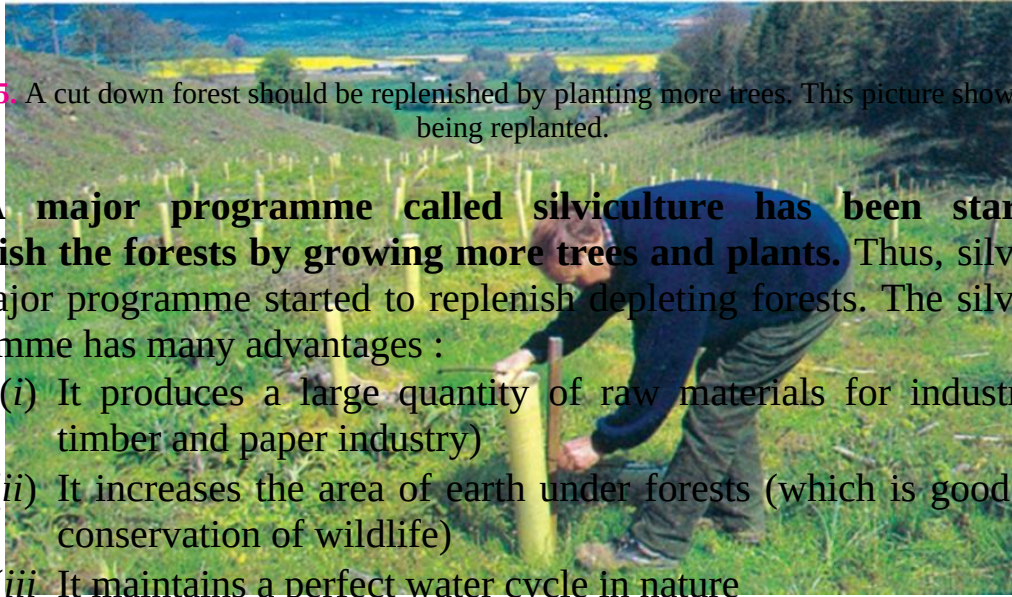 5. A cut down forest should be replenished by planting more trees. This picture show
being replanted.
A major programme called silviculture has been star
ish the forests by growing more trees and plants. Thus, silv
ajor programme started to replenish depleting forests. The silv
mme has many advantages :
(i) It produces a large quantity of raw materials for industr
timber and paper industry)
ii) It increases the area of earth under forests (which is good
conservation of wildlife)
(iii It maintains a perfect water cycle in nature